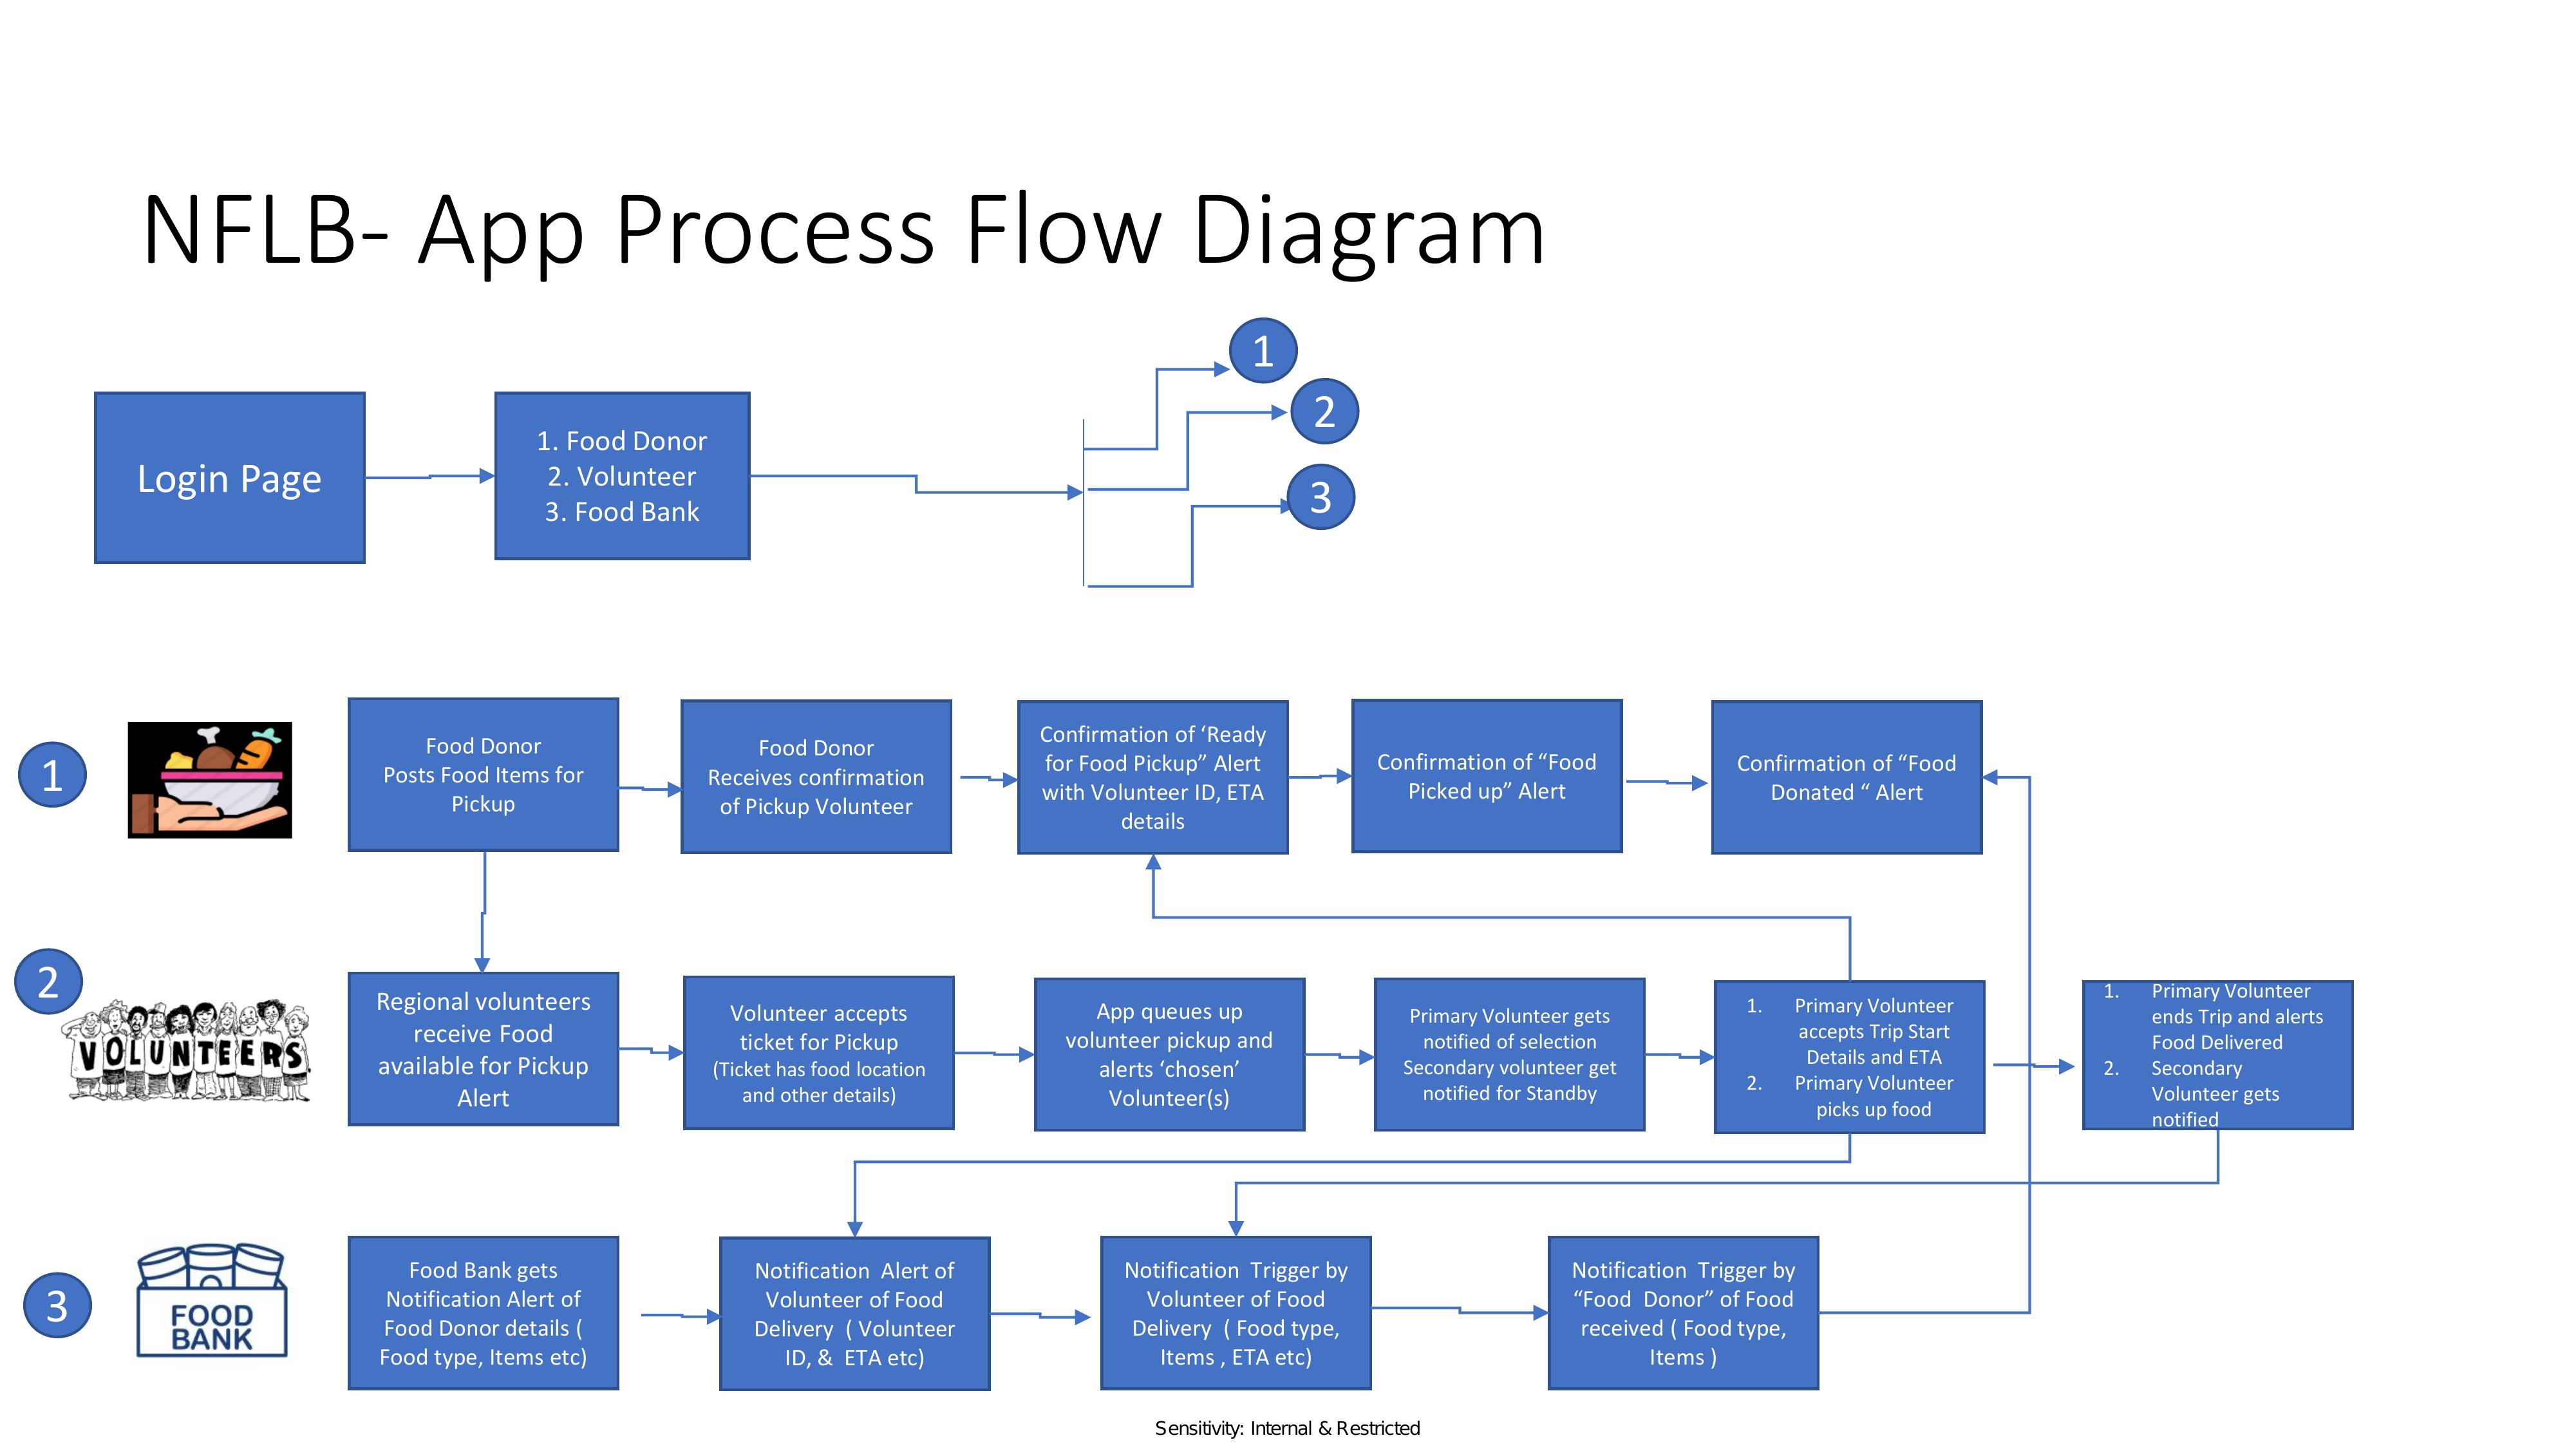 NFLB- App Process Flow Diagram
1
2
3
Login Page
1. Food Donor
2. Volunteer
3. Food Bank
1
Food Donor
Posts Food Items for
Pickup
Food Donor
Receives confirmation
of Pickup Volunteer
Confirmation of ‘Ready
for Food Pickup” Alert
with Volunteer ID, ETA
details
Confirmation of “Food
Picked up” Alert
Confirmation of “Food
Donated “ Alert
2
VOLUNTEERS
Regional volunteers
receive Food
available for Pickup
Alert
Volunteer accepts
ticket for Pickup
(Ticket has food location
and other details)
App queues up
volunteer pickup and
alerts ‘chosen’
Volunteer(s)
Primary Volunteer gets
notified of selection
Secondary volunteer get
notified for Standby
1. Primary Volunteer
accepts Trip Start
Details and ETA
2. Primary Volunteer
picks up food
1. Primary Volunteer
ends Trip and alerts
Food Delivered
2. Secondary
Volunteer gets
notified
3
FOOD
BANK
Food Bank gets
Notification Alert of
Food Donor details (
Food type, Items etc)
Notification Alert of
Volunteer of Food
Delivery ( Volunteer
ID, & ETA etc)
Notification Trigger by
Volunteer of Food
Delivery ( Food type,
Items , ETA etc)
Notification Trigger by
“Food Donor” of Food
received ( Food type,
Items )
Sensitivity: Internal & Restricted